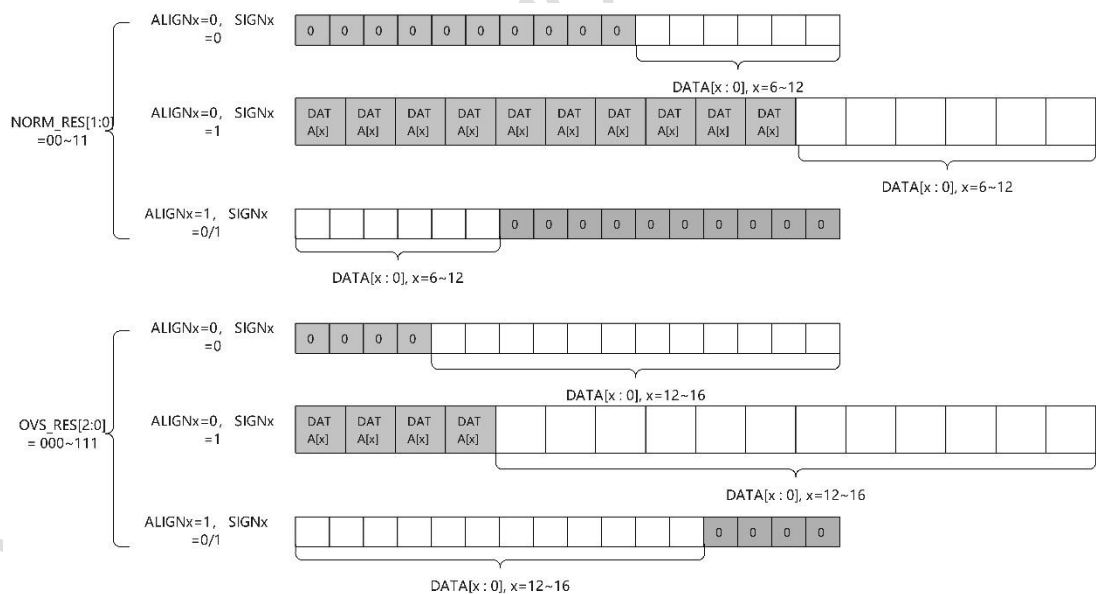 ALIGNx=0, SIGNx
=0
0 0 0 0 0 0 0 0 0 0
DATA[x : 0], x=6~12
NORM_RES[1:0]
=00~11
ALIGNx=0, SIGNx
=1
DAT DAT DAT DAT DAT DAT DAT DAT DAT DAT
A[x] A[x] A[x] A[x] A[x] A[x] A[x] A[x] A[x] A[x]
DATA[x : 0], x=6~12
ALIGNx=1, SIGNx
=0/1
0 0 0 0 0 0 0 0 0 0
DATA[x : 0], x=6~12
ALIGNx=0, SIGNx
=0
0 0 0 0
DATA[x : 0], x=12~16
OVS_RES[2:0]
= 000~111
ALIGNx=0, SIGNx
=1
DAT DAT DAT DAT
A[x] A[x] A[x] A[x]
DATA[x : 0], x=12~16
ALIGNx=1, SIGNx
=0/1
0 0 0 0
DATA[x : 0], x=12~16